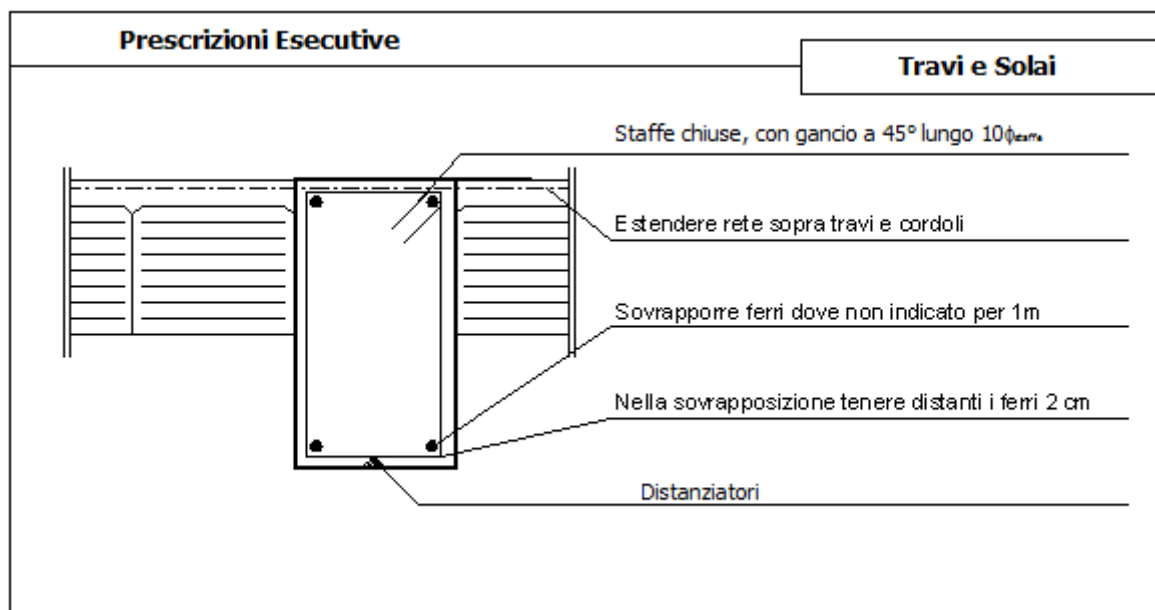 Prescrizioni Esecutive
Travi e Solai
Staffe chiuse, con gancio a 45° lungo 10ϕstaffa
Estendere rete sopra travi e cordoli
Sovrapporre ferri dove non indicato per 1m
Nella sovrapposizione tenere distanti i ferri 2 cm
Distanziatori